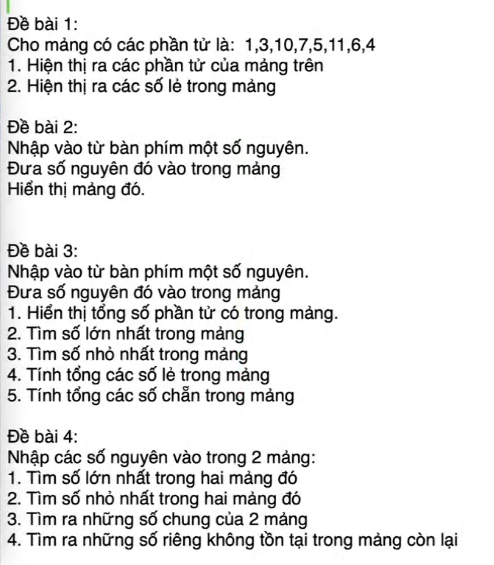 Đề bài 1:
Cho mảng có các phần tử là:  1,3,10,7,5,11,6,4
1. Hiện thị ra các phần tử của mảng trên
2. Hiện thị ra các số lẻ trong mảng
Đề bài 2:
Nhập vào từ bàn phím một số nguyên.
Đưa số nguyên đó vào trong mảng
Hiển thị mảng đó.
Đề bài 3:
Nhập vào từ bàn phím một số nguyên.
Đưa số nguyên đó vào trong mảng
1. Hiển thị tổng số phần tử có trong mảng.
2. Tìm số lớn nhất trong mảng
3. Tìm số nhỏ nhất trong mảng
4. Tính tổng các số lẻ trong mảng
5. Tính tổng các số chẵn trong mảng
Đề bài 4:
Nhập các số nguyên vào trong 2 mảng:
1. Tìm số lớn nhất trong hai mảng đó
2. Tìm số nhỏ nhất trong hai mảng đó
3. Tìm ra những số chung của 2 mảng
4. Tìm ra những số riêng không tồn tại trong mảng còn lại